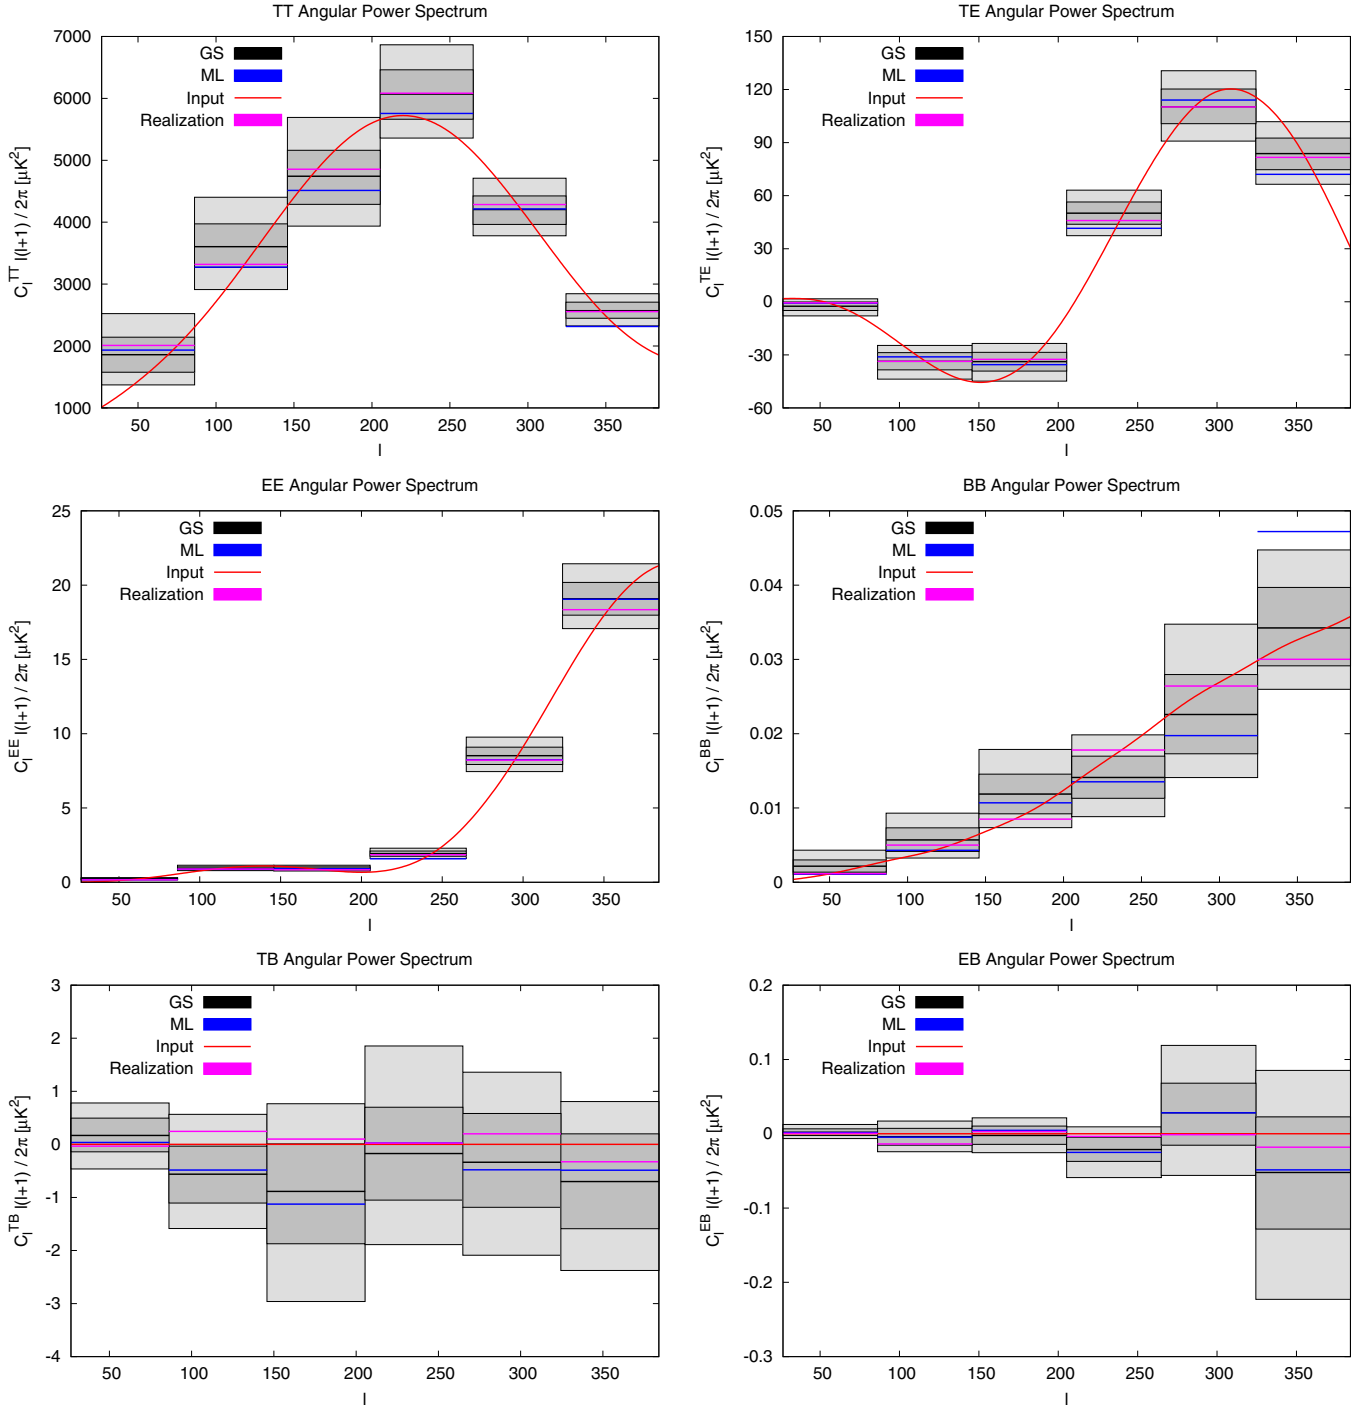 TT Angular Power Spectrum
GS
ML
Input
Realization
C_l^TT l(l+1) / 2π [μK²]
7000
6000
5000
4000
3000
2000
1000
50 100 150 200 250 300 350
l
TE Angular Power Spectrum
GS
ML
Input
Realization
C_l^TE l(l+1) / 2π [μK²]
150
120
90
60
30
0
-30
-60
50 100 150 200 250 300 350
l
EE Angular Power Spectrum
GS
ML
Input
Realization
C_l^EE l(l+1) / 2π [μK²]
25
20
15
10
5
0
50 100 150 200 250 300 350
l
BB Angular Power Spectrum
GS
ML
Input
Realization
C_l^BB l(l+1) / 2π [μK²]
0.05
0.04
0.03
0.02
0.01
0
50 100 150 200 250 300 350
l
TB Angular Power Spectrum
GS
ML
Input
Realization
C_l^TB l(l+1) / 2π [μK²]
3
2
1
0
-1
-2
-3
-4
50 100 150 200 250 300 350
l
EB Angular Power Spectrum
GS
ML
Input
Realization
C_l^EB l(l+1) / 2π [μK²]
0.2
0.1
0
-0.1
-0.2
-0.3
50 100 150 200 250 300 350
l